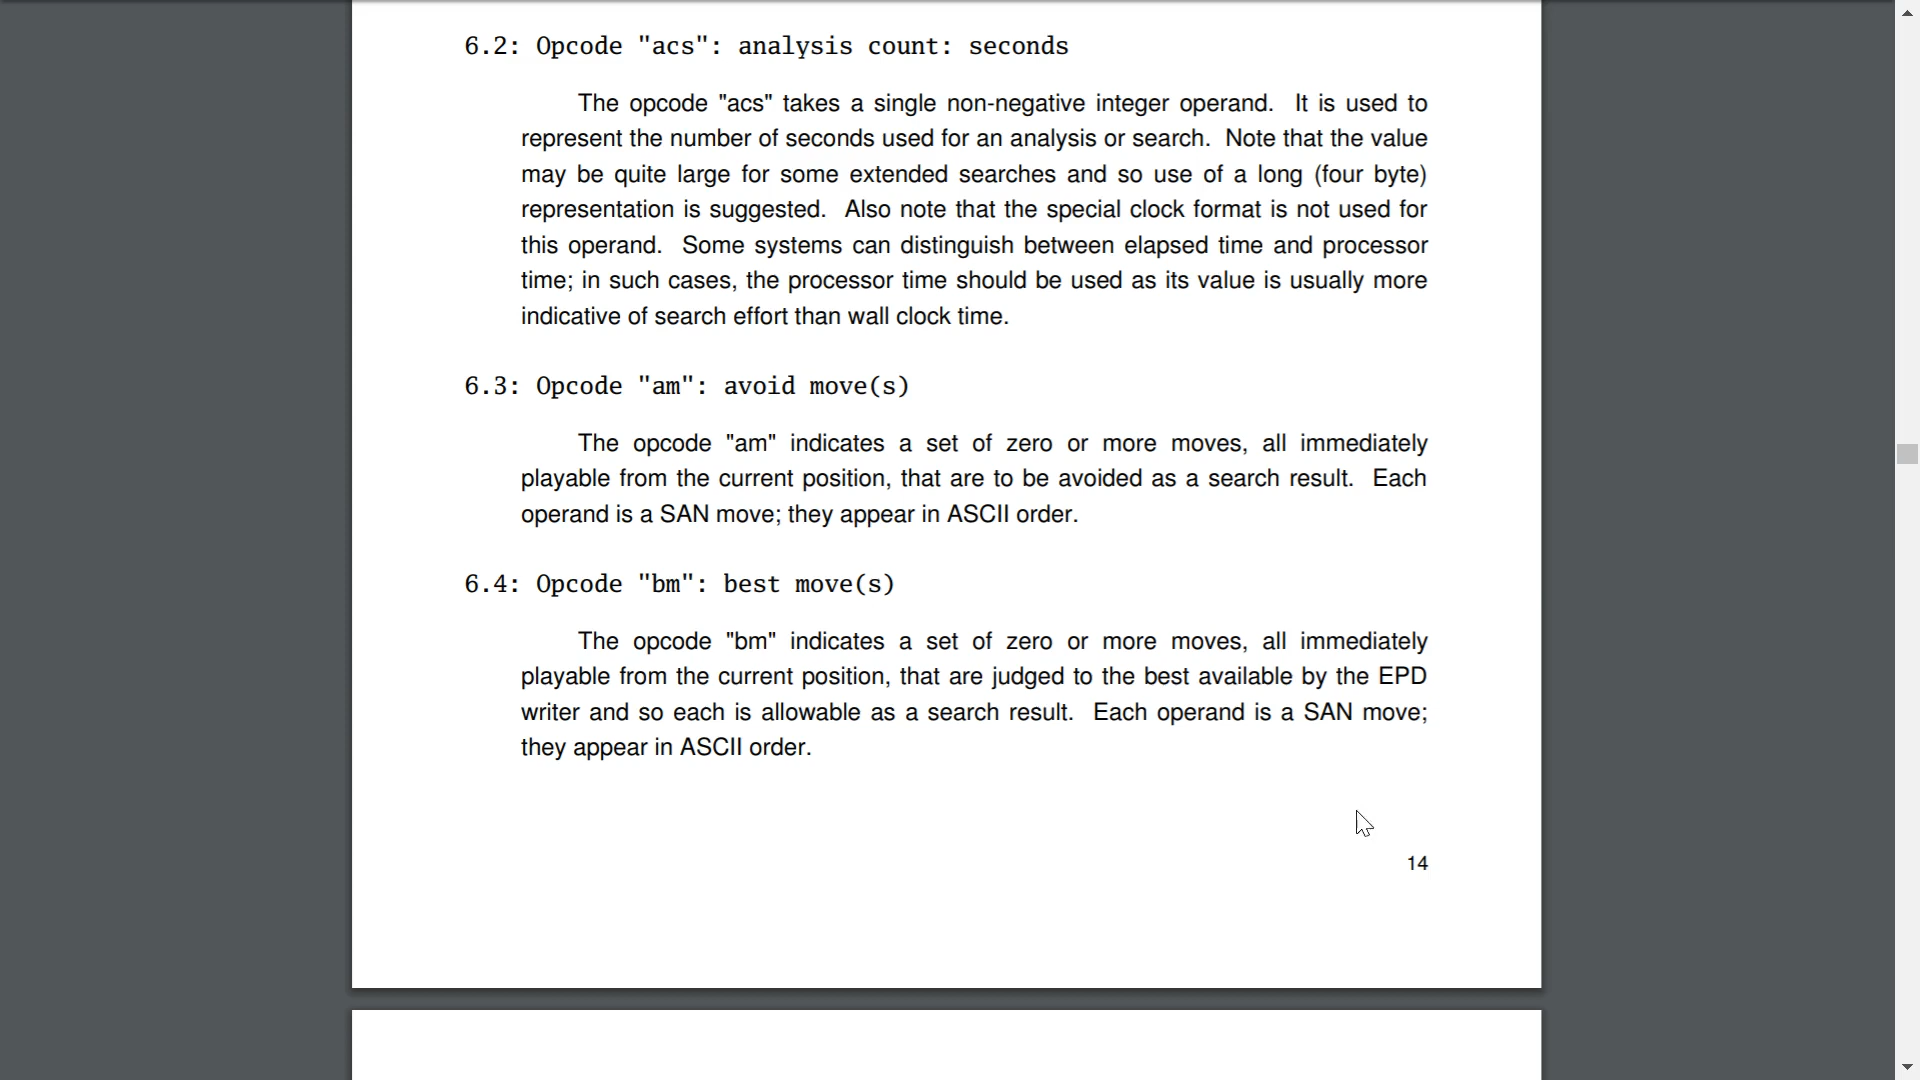 6.2: Opcode "acs": analysis count: seconds
The opcode "acs" takes a single non-negative integer operand. It is used to
represent the number of seconds used for an analysis or search. Note that the value
may be quite large for some extended searches and so use of a long (four byte)
representation is suggested. Also note that the special clock format is not used for
this operand. Some systems can distinguish between elapsed time and processor
time; in such cases, the processor time should be used as its value is usually more
indicative of search effort than wall clock time.
6.3: Opcode "am": avoid move(s)
The opcode "am" indicates a set of zero or more moves, all immediately
playable from the current position, that are to be avoided as a search result. Each
operand is a SAN move; they appear in ASCII order.
6.4: Opcode "bm": best move(s)
The opcode "bm" indicates a set of zero or more moves, all immediately
playable from the current position, that are judged to the best available by the EPD
writer and so each is allowable as a search result. Each operand is a SAN move;
they appear in ASCII order.
14